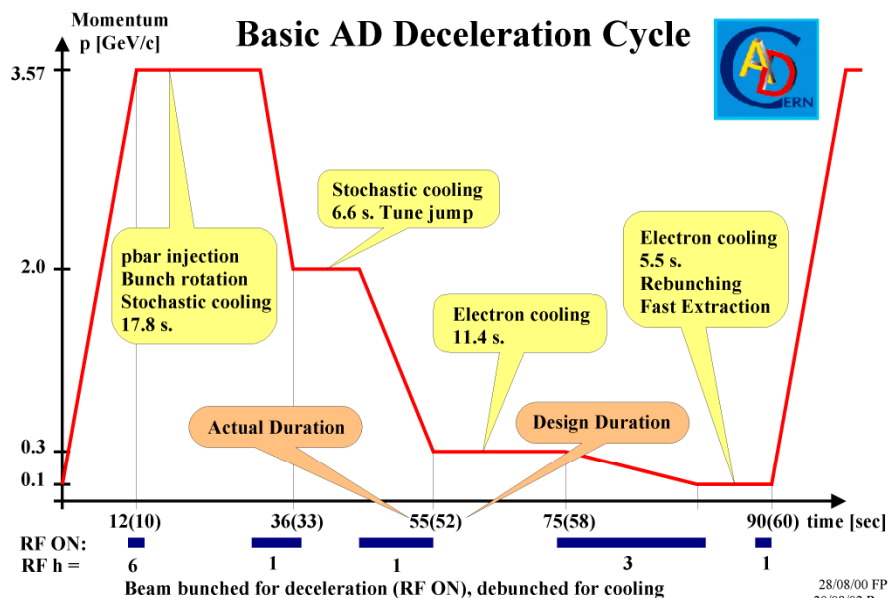 Momentum
p [GeV/c]
Basic AD Deceleration Cycle
C AD ERN
3.57
Stochastic cooling
6.6 s. Tune jump
pbar injection
Bunch rotation
Stochastic cooling
17.8 s.
Electron cooling
5.5 s.
Rebunching
Fast Extraction
2.0
Electron cooling
11.4 s.
Actual Duration
Design Duration
0.3
0.1
12(10) 36(33) 55(52) 75(58) 90(60) time [sec]
RF ON:
RF h = 6 1 1 3 1
Beam bunched for deceleration (RF ON), debunched for cooling
28/08/00 FP